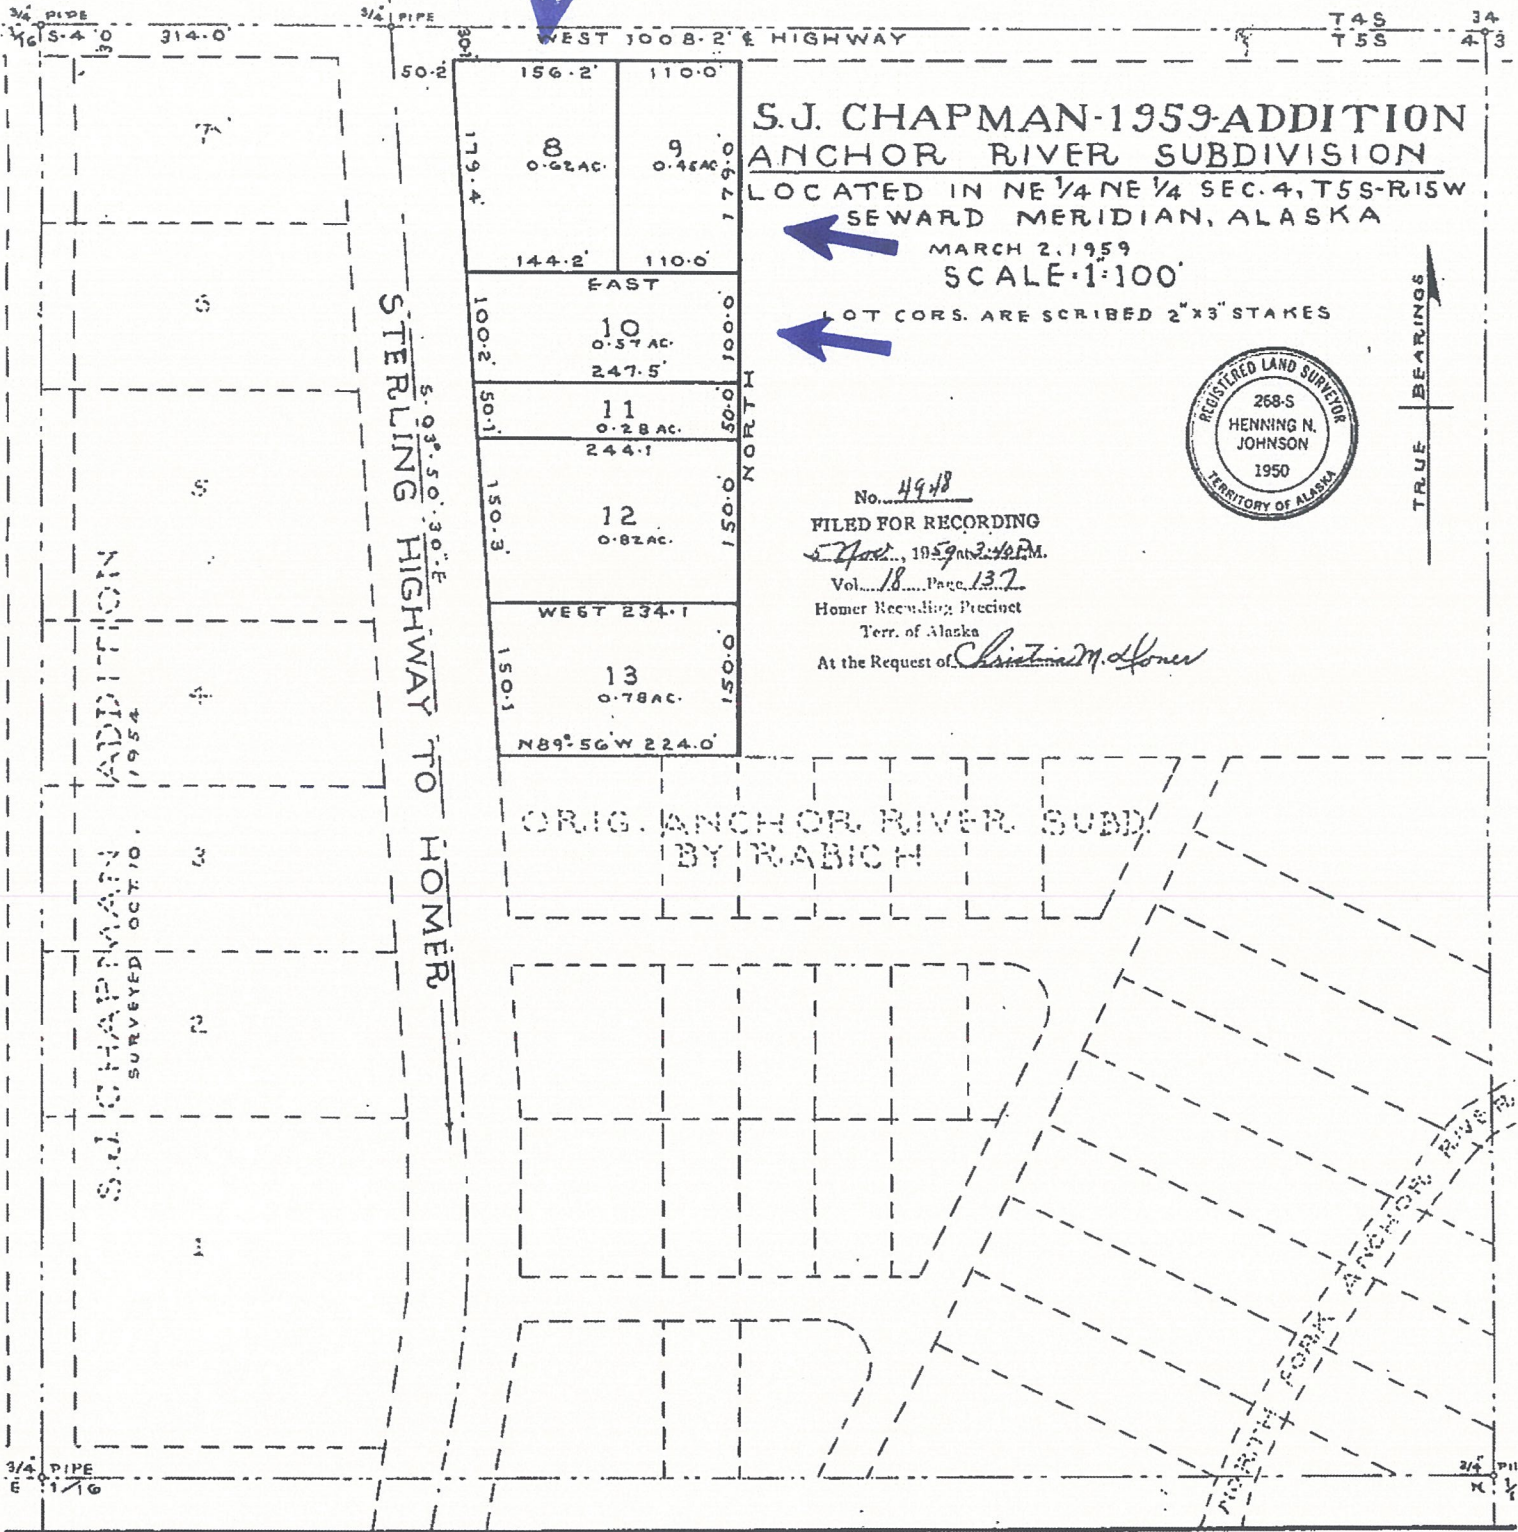 3/4" PIPE
1/16 S-4
314.0'
3/4" PIPE
WEST 1008.2' ℄ HIGHWAY
T4S
T5S
34
4 3
50.2'
30.1
156.2'
110.0'
179.4'
8
0.62AC.
9
0.45AC.
179.0'
144.2'
110.0'
EAST
100.2'
10
0.57 AC.
100.0'
247.5'
50.1'
11
0.28 AC.
50.0'
244.1
150.3'
12
0.82AC.
150.0'
WEST 234.1
150.1
13
0.78AC.
150.0'
N89°-56'W 224.0'
NORTH
S.J. CHAPMAN-1959-ADDITION
ANCHOR RIVER SUBDIVISION
LOCATED IN NE 1/4 NE 1/4 SEC. 4, T5S-R15W
SEWARD MERIDIAN, ALASKA
MARCH 2, 1959
SCALE:1"=100'
LOT CORS. ARE SCRIBED 2"X3" STAKES
TRUE BEARINGS
REGISTERED LAND SURVEYOR
268-S
HENNING N.
JOHNSON
1950
TERRITORY OF ALASKA
No. 4948
FILED FOR RECORDING
5 Nov., 1959 at 3:40 P.M.
Vol. 18 Page 137
Homer Recording Precinct
Terr. of Alaska
At the Request of Christina M.
STERLING HIGHWAY TO HOMER
S-03°-50'-30"-E
7
6
5
4
3
2
1
S.J. CHAPMAN ADDITION
SURVEYED OCT. 10, 1954
ORIG. ANCHOR RIVER SUBD.
BY RABICH
NORTH FORK ANCHOR RIVER
3/4" PIPE
E 1/16
3/4"
N